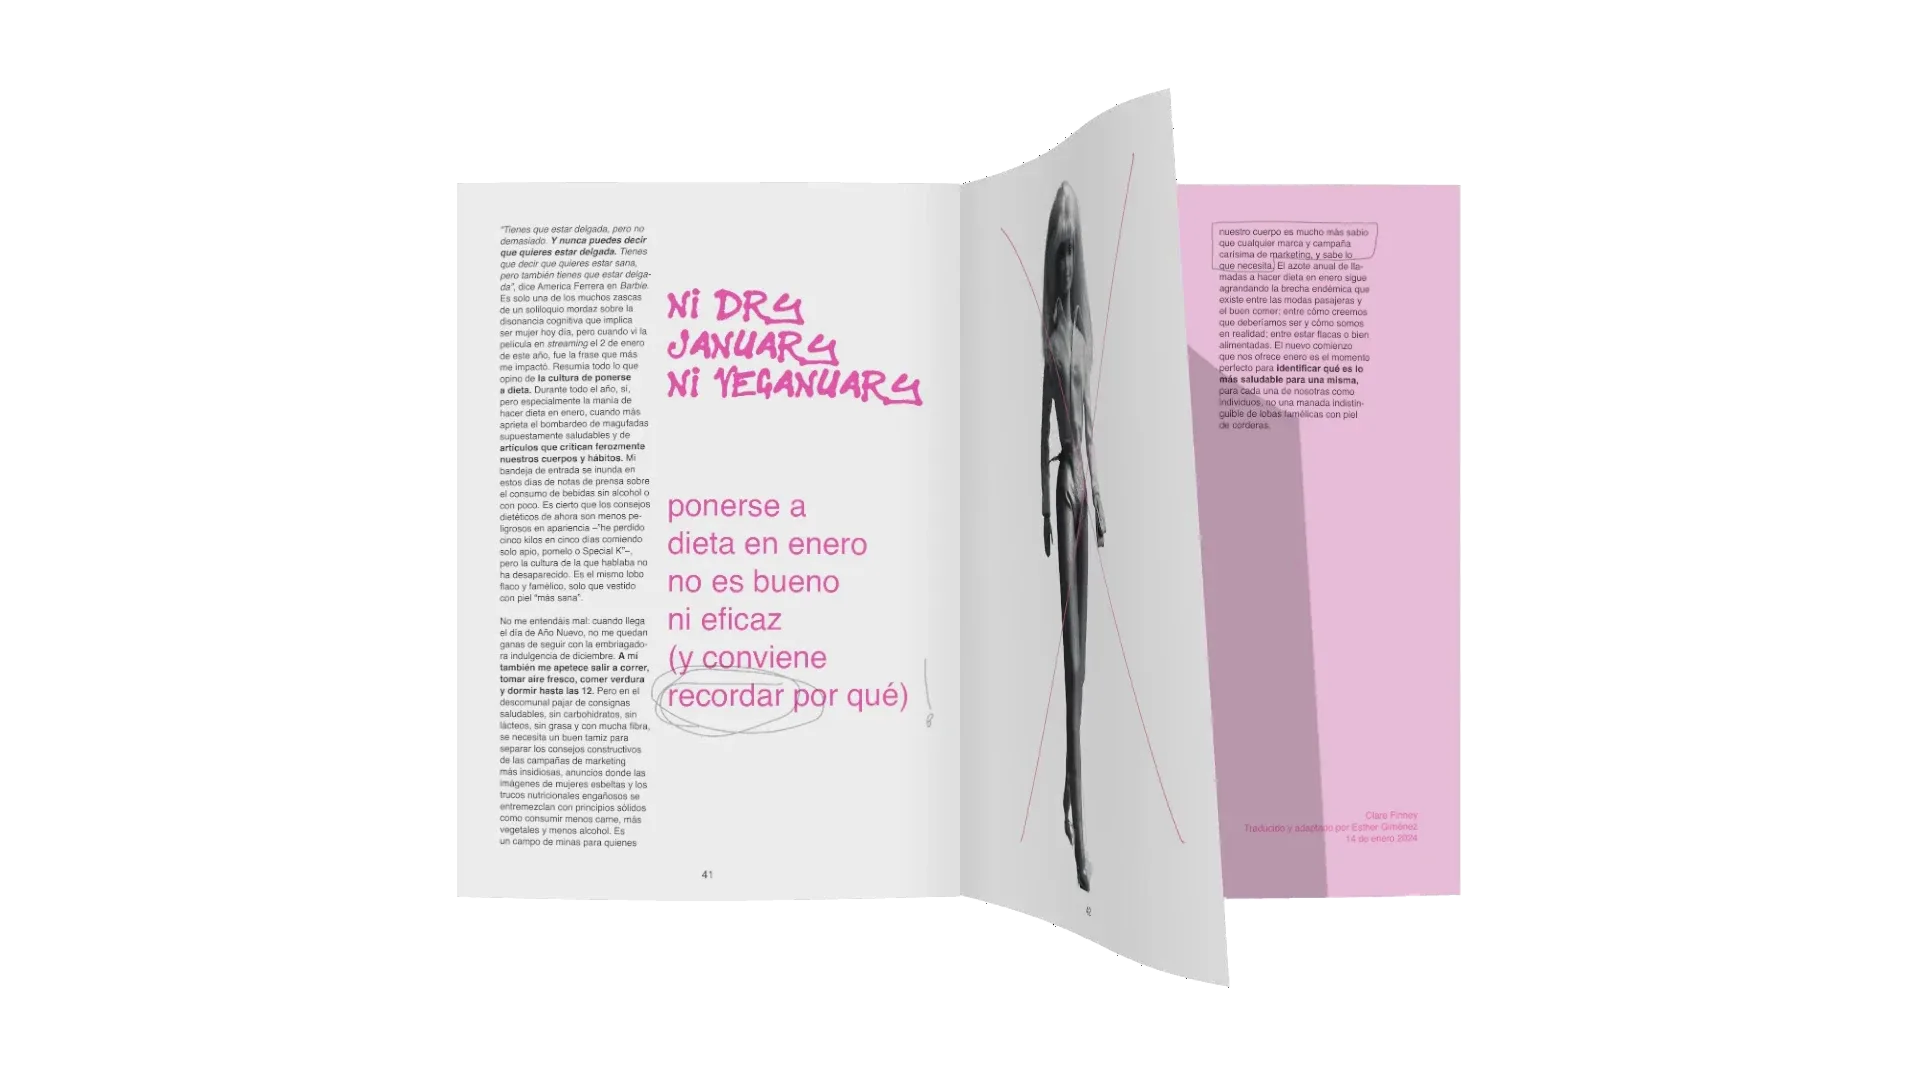 "Tienes que estar delgada, pero no
demasiado. Y nunca puedes decir
que quieres estar delgada. Tienes
que decir que quieres estar sana,
pero también tienes que estar delga-
da", dice America Ferrera en Barbie.
Es solo una de los muchos zascas
de un soliloquio mordaz sobre la
disonancia cognitiva que implica
ser mujer hoy día, pero cuando vi la
película en streaming el 2 de enero
de este año, fue la frase que más
me impactó. Resumía todo lo que
opino de la cultura de ponerse
a dieta. Durante todo el año, sí,
pero especialmente la manía de
hacer dieta en enero, cuando más
aprieta el bombardeo de magufadas
supuestamente saludables y de
artículos que critican ferozmente
nuestros cuerpos y hábitos. Mi
bandeja de entrada se inunda en
estos días de notas de prensa sobre
el consumo de bebidas sin alcohol o
con poco. Es cierto que los consejos
dietéticos de ahora son menos pe-
ligrosos en apariencia –"he perdido
cinco kilos en cinco días comiendo
solo apio, pomelo o Special K"–,
pero la cultura de la que hablaba no
ha desaparecido. Es el mismo lobo
flaco y famélico, solo que vestido
con piel "más sana".
No me entendáis mal: cuando llega
el día de Año Nuevo, no me quedan
ganas de seguir con la embriagado-
ra indulgencia de diciembre. A mí
también me apetece salir a correr,
tomar aire fresco, comer verdura
y dormir hasta las 12. Pero en el
descomunal pajar de consignas
saludables, sin carbohidratos, sin
lácteos, sin grasa y con mucha fibra,
se necesita un buen tamiz para
separar los consejos constructivos
de las campañas de marketing
más insidiosas, anuncios donde las
imágenes de mujeres esbeltas y los
trucos nutricionales engañosos se
entremezclan con principios sólidos
como consumir menos carne, más
vegetales y menos alcohol. Es
un campo de minas para quienes
Ni DRY
JANUARY
Ni VEGANUARY
ponerse a
dieta en enero
no es bueno
ni eficaz
(y conviene
recordar por qué)
41
42
nuestro cuerpo es mucho más sabio
que cualquier marca y campaña
carísima de marketing, y sabe lo
que necesita. El azote anual de lla-
madas a hacer dieta en enero sigue
agrandando la brecha endémica que
existe entre las modas pasajeras y
el buen comer; entre cómo creemos
que deberíamos ser y cómo somos
en realidad; entre estar flacas o bien
alimentadas. El nuevo comienzo
que nos ofrece enero es el momento
perfecto para identificar qué es lo
más saludable para una misma,
para cada una de nosotras como
individuos, no una manada indistin-
guible de lobas famélicas con piel
de corderas.
Clare Finney
Traducido y adaptado por Esther Giménez
14 de enero 2024